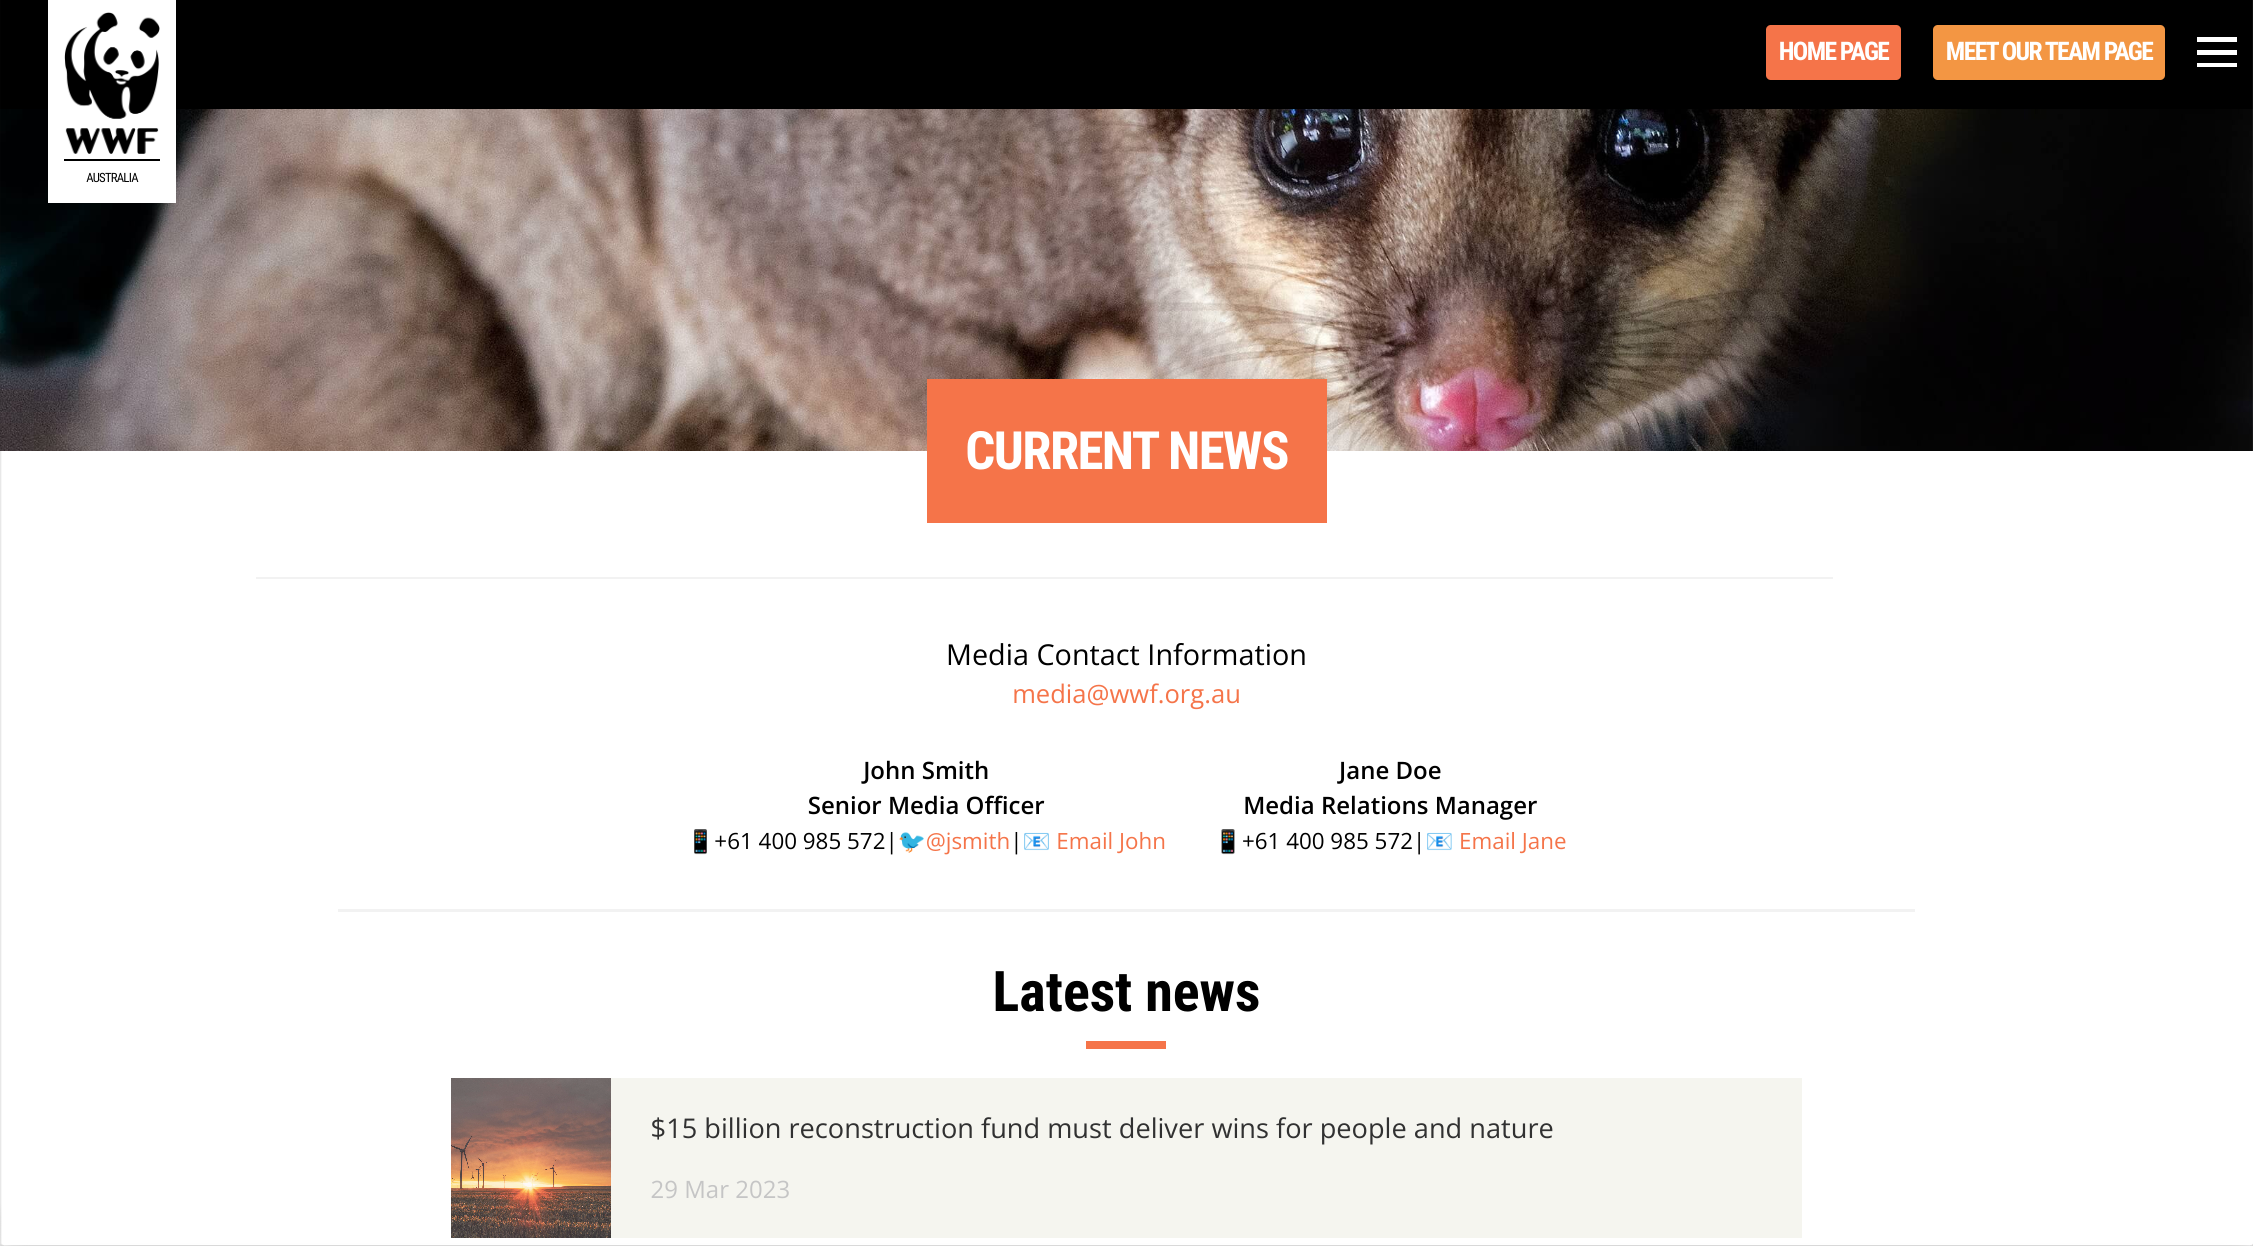 WWF
AUSTRALIA
HOME PAGE
MEET OUR TEAM PAGE
CURRENT NEWS
Media Contact Information
media@wwf.org.au
John Smith
Senior Media Officer
📱+61 400 985 572|🐦@jsmith|📧 Email John
Jane Doe
Media Relations Manager
📱+61 400 985 572|📧 Email Jane
Latest news
$15 billion reconstruction fund must deliver wins for people and nature
29 Mar 2023